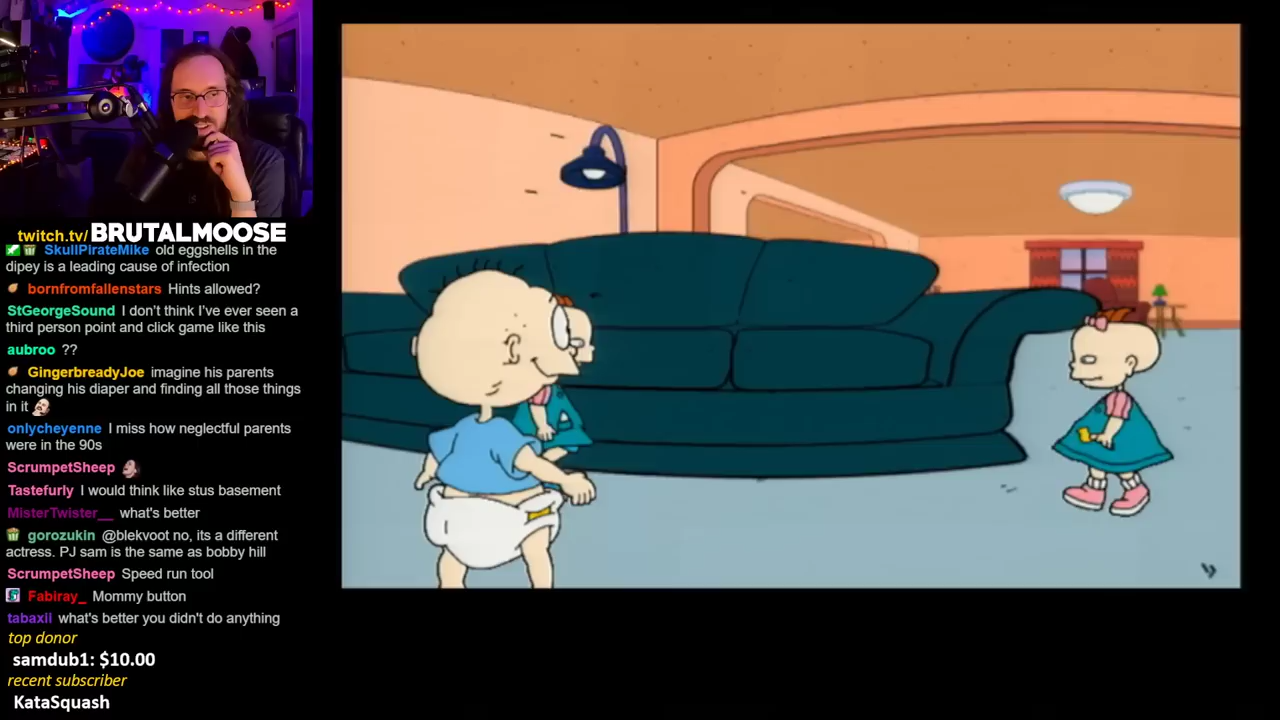 twitch.tv/BRUTALMOOSE
SkullPirateMike old eggshells in the
dipey is a leading cause of infection
bornfromfallenstars Hints allowed?
StGeorgeSound I don't think I've ever seen a
third person point and click game like this
aubroo ??
GingerbreadyJoe imagine his parents
changing his diaper and finding all those things
in it
onlycheyenne I miss how neglectful parents
were in the 90s
ScrumpetSheep
Tastefurly I would think like stus basement
MisterTwister__ what's better
gorozukin @blekvoot no, its a different
actress. PJ sam is the same as bobby hill
ScrumpetSheep Speed run tool
Fabiray_ Mommy button
tabaxii what's better you didn't do anything
top donor
samdub1: $10.00
recent subscriber
KataSquash